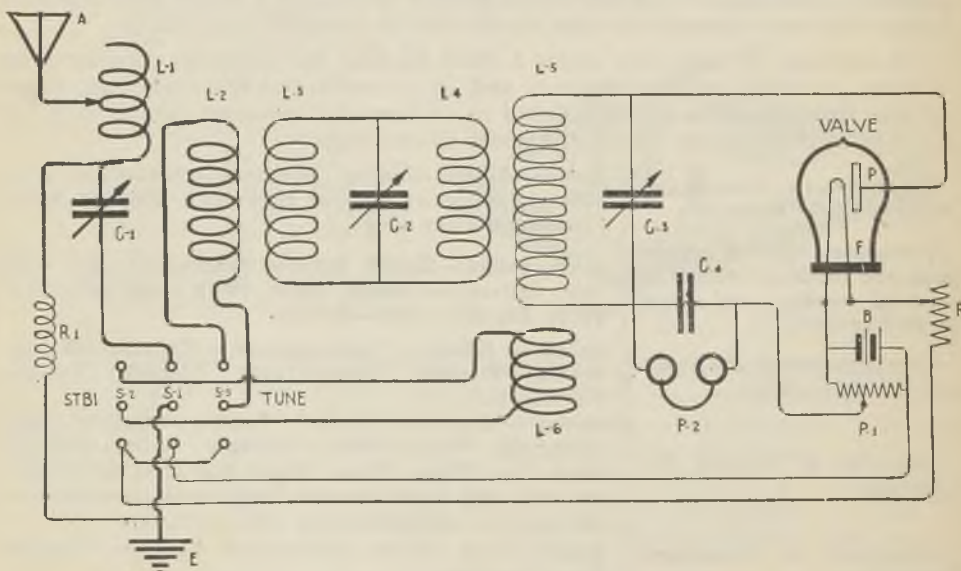 A
L-1
L-2
L-3
L4
L-5
VALVE
P
F
C-1
C-2
C-3
C-4
R1
B
R
STBI S-2 S-1 S-3 TUNE
L-6
P-2
P-1
E